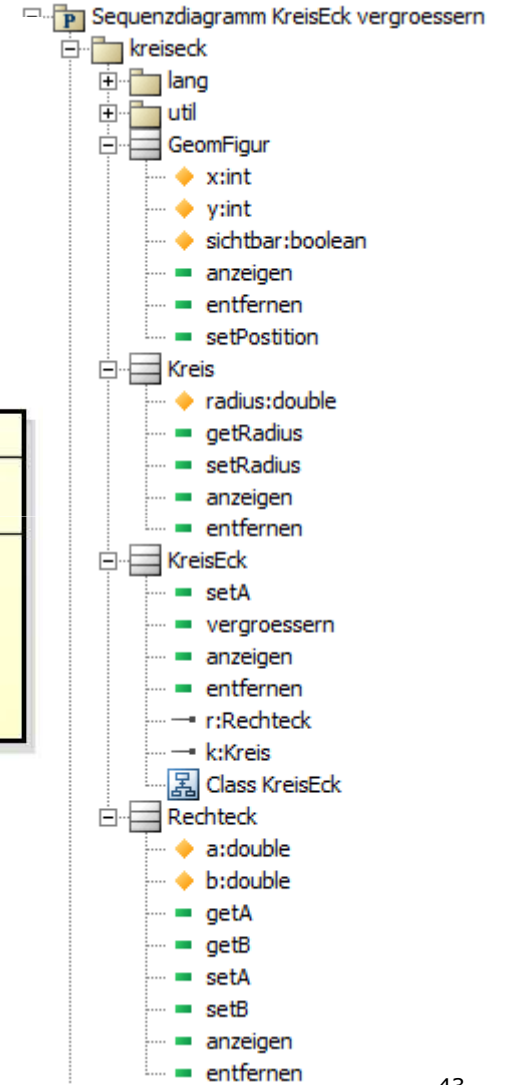 Sequenzdiagramm KreisEck vergroessern
kreiseck
lang
util
GeomFigur
x:int
y:int
sichtbar:boolean
anzeigen
entfernen
setPostition
Kreis
radius:double
getRadius
setRadius
anzeigen
entfernen
KreisEck
setA
vergroessern
anzeigen
entfernen
r:Rechteck
k:Kreis
Class KreisEck
Rechteck
a:double
b:double
getA
getB
setA
setB
anzeigen
entfernen